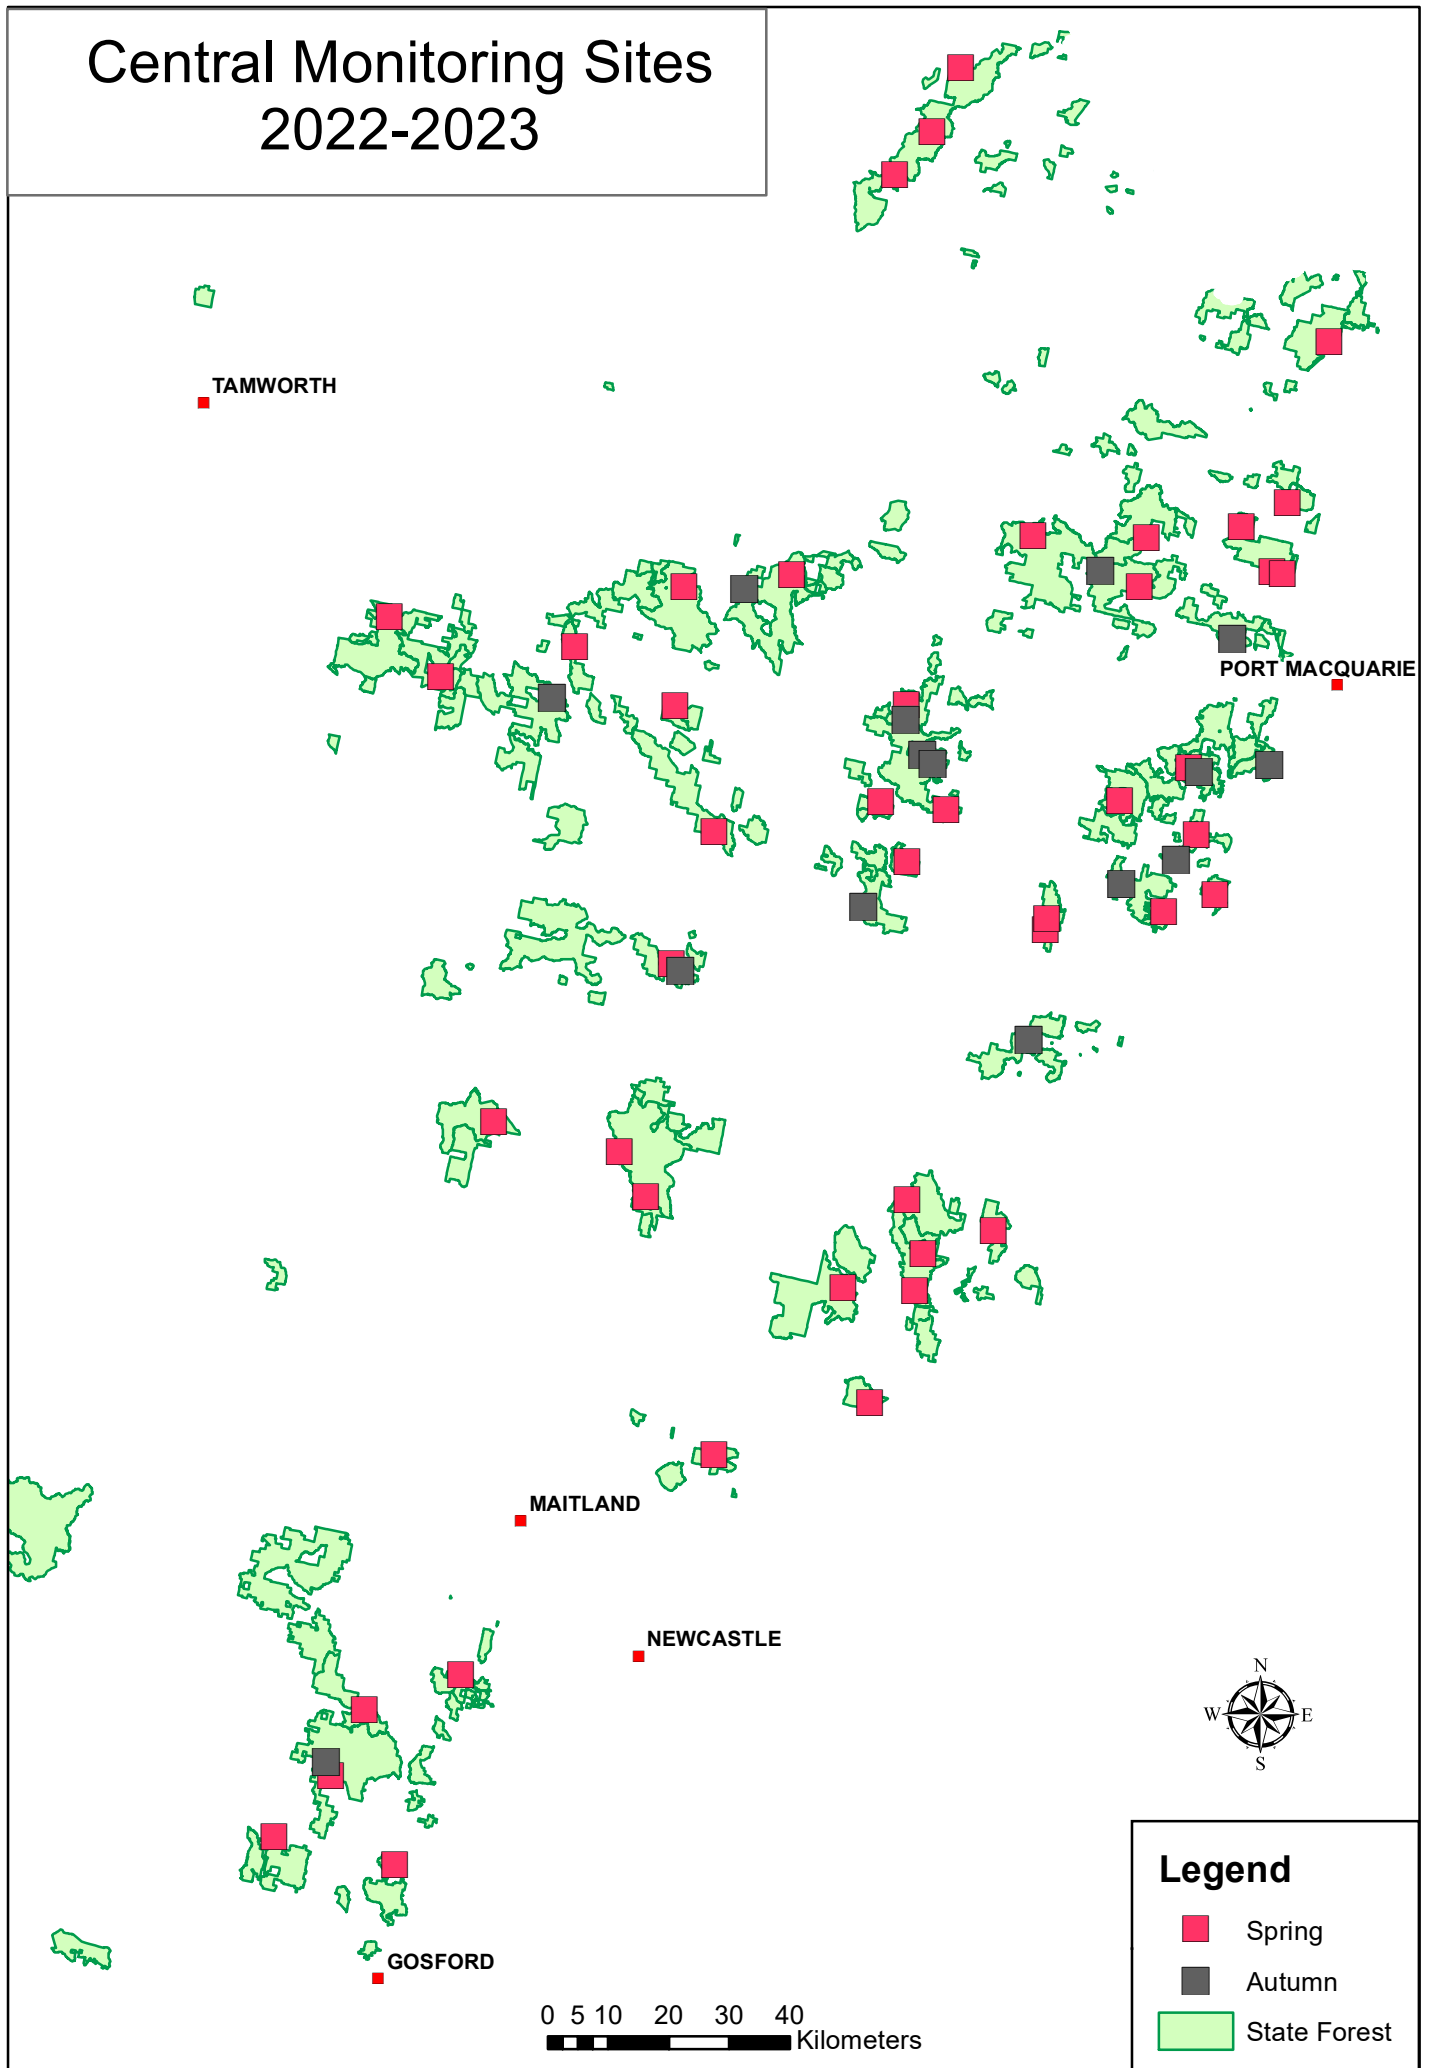 Central Monitoring Sites
2022-2023
TAMWORTH
PORT MACQUARIE
MAITLAND
NEWCASTLE
N
W E
S
Legend
Spring
Autumn
State Forest
GOSFORD
0 5 10 20 30 40
Kilometers